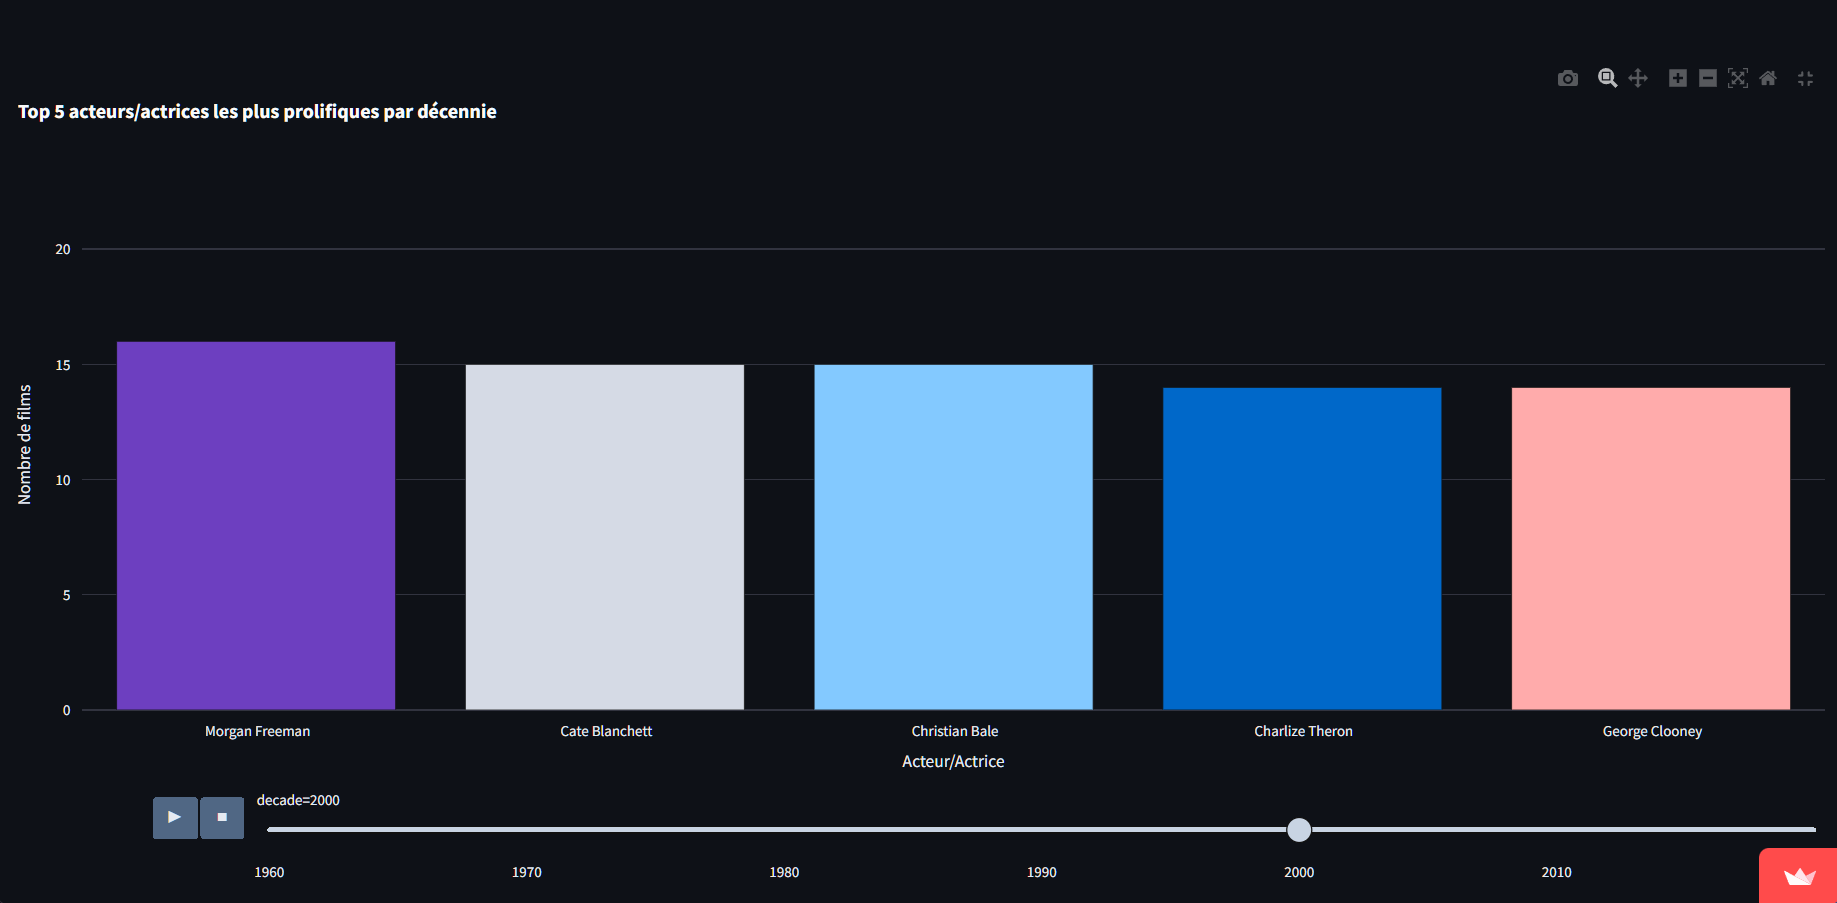 Top 5 acteurs/actrices les plus prolifiques par décennie
20
15
10
5
0
Nombre de films
Morgan Freeman
Cate Blanchett
Christian Bale
Charlize Theron
George Clooney
Acteur/Actrice
decade=2000
1960
1970
1980
1990
2000
2010